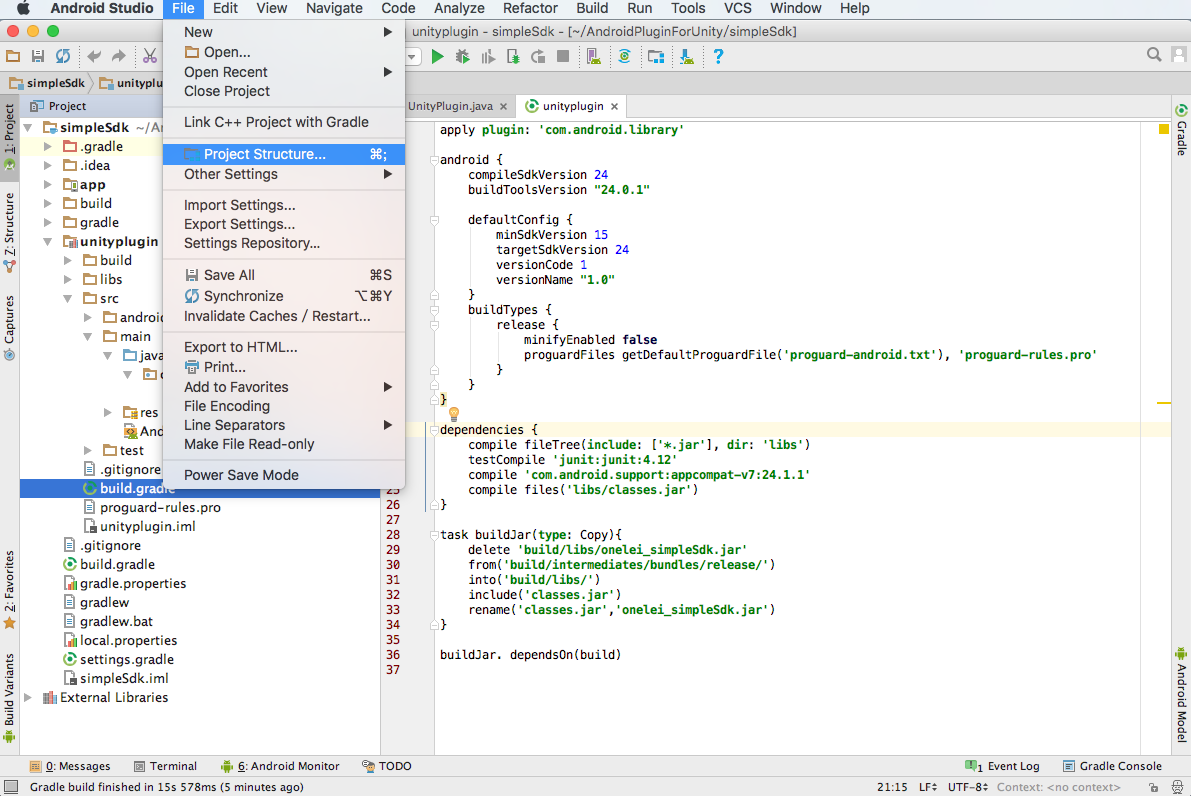 Android Studio File Edit View Navigate Code Analyze Refactor Build Run Tools VCS Window Help
unityplugin - simpleSdk - [~/AndroidPluginForUnity/simpleSdk]
simpleSdk unityplu
UnityPlugin.java unityplugin
Project
1: Project
Z: Structure
Captures
2: Favorites
Build Variants
simpleSdk ~/A
.gradle
.idea
app
build
gradle
unityplugin
build
libs
src
android
main
java
res
And
test
.gitignore
build.gradle
proguard-rules.pro
unityplugin.iml
.gitignore
build.gradle
gradle.properties
gradlew
gradlew.bat
local.properties
settings.gradle
simpleSdk.iml
External Libraries
New
Open...
Open Recent
Close Project
Link C++ Project with Gradle
Project Structure... ⌘;
Other Settings
Import Settings...
Export Settings...
Settings Repository...
Save All ⌘S
Synchronize ⌥⌘Y
Invalidate Caches / Restart...
Export to HTML...
Print...
Add to Favorites
File Encoding
Line Separators
Make File Read-only
Power Save Mode
apply plugin: 'com.android.library'
android {
compileSdkVersion 24
buildToolsVersion "24.0.1"
defaultConfig {
minSdkVersion 15
targetSdkVersion 24
versionCode 1
versionName "1.0"
}
buildTypes {
release {
minifyEnabled false
proguardFiles getDefaultProguardFile('proguard-android.txt'), 'proguard-rules.pro'
}
}
}
dependencies {
compile fileTree(include: ['*.jar'], dir: 'libs')
testCompile 'junit:junit:4.12'
compile 'com.android.support:appcompat-v7:24.1.1'
25 compile files('libs/classes.jar')
26 }
27
28 task buildJar(type: Copy){
29 delete 'build/libs/onelei_simpleSdk.jar'
30 from('build/intermediates/bundles/release/')
31 into('build/libs/')
32 include('classes.jar')
33 rename('classes.jar','onelei_simpleSdk.jar')
34 }
35
36 buildJar. dependsOn(build)
37
Gradle
Android Model
0: Messages Terminal 6: Android Monitor TODO 1 Event Log Gradle Console
Gradle build finished in 15s 578ms (5 minutes ago) 21:15 LF UTF-8 Context: <no context>